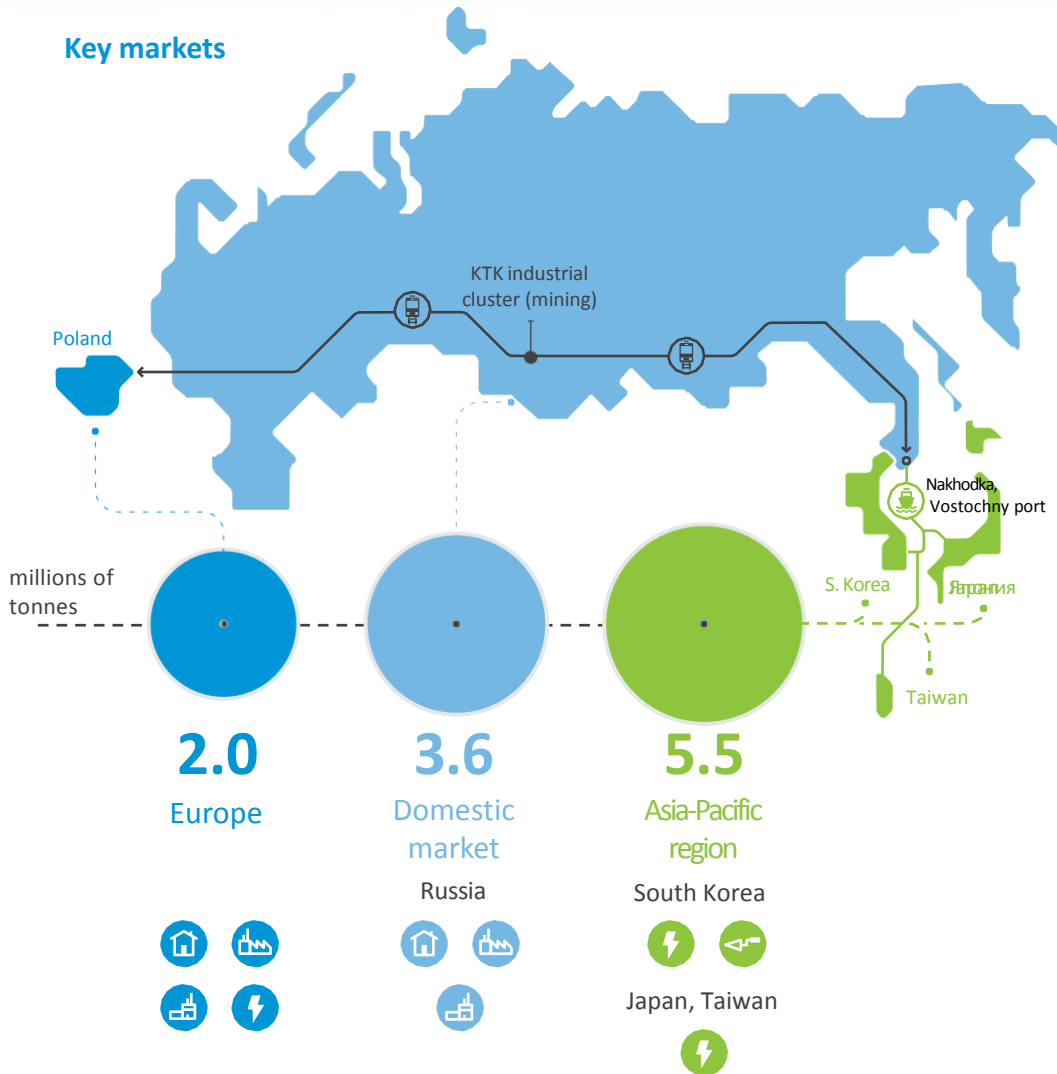 Key markets
KTK industrial
cluster (mining)
Poland
Nakhodka,
Vostochny port
millions of
tonnes
S. Korea
Taiwan
2.0
3.6
5.5
Europe
Domestic
market
Asia-Pacific
region
Russia
South Korea
Japan, Taiwan